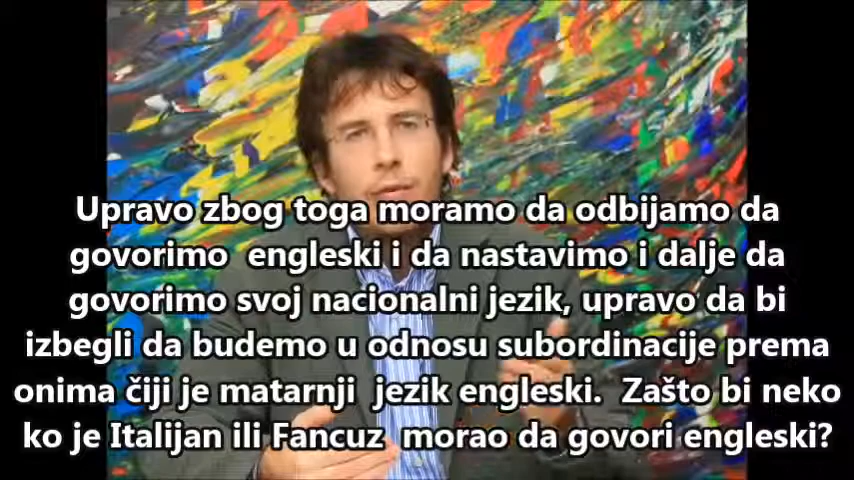 Upravo zbog toga moramo da odbijamo da
govorimo engleski i da nastavimo i dalje da
govorimo svoj nacionalni jezik, upravo da bi
izbegli da budemo u odnosu subordinacije prema
onima čiji je matarnji jezik engleski. Zašto bi neko
ko je Italijan ili Fancuz morao da govori engleski?